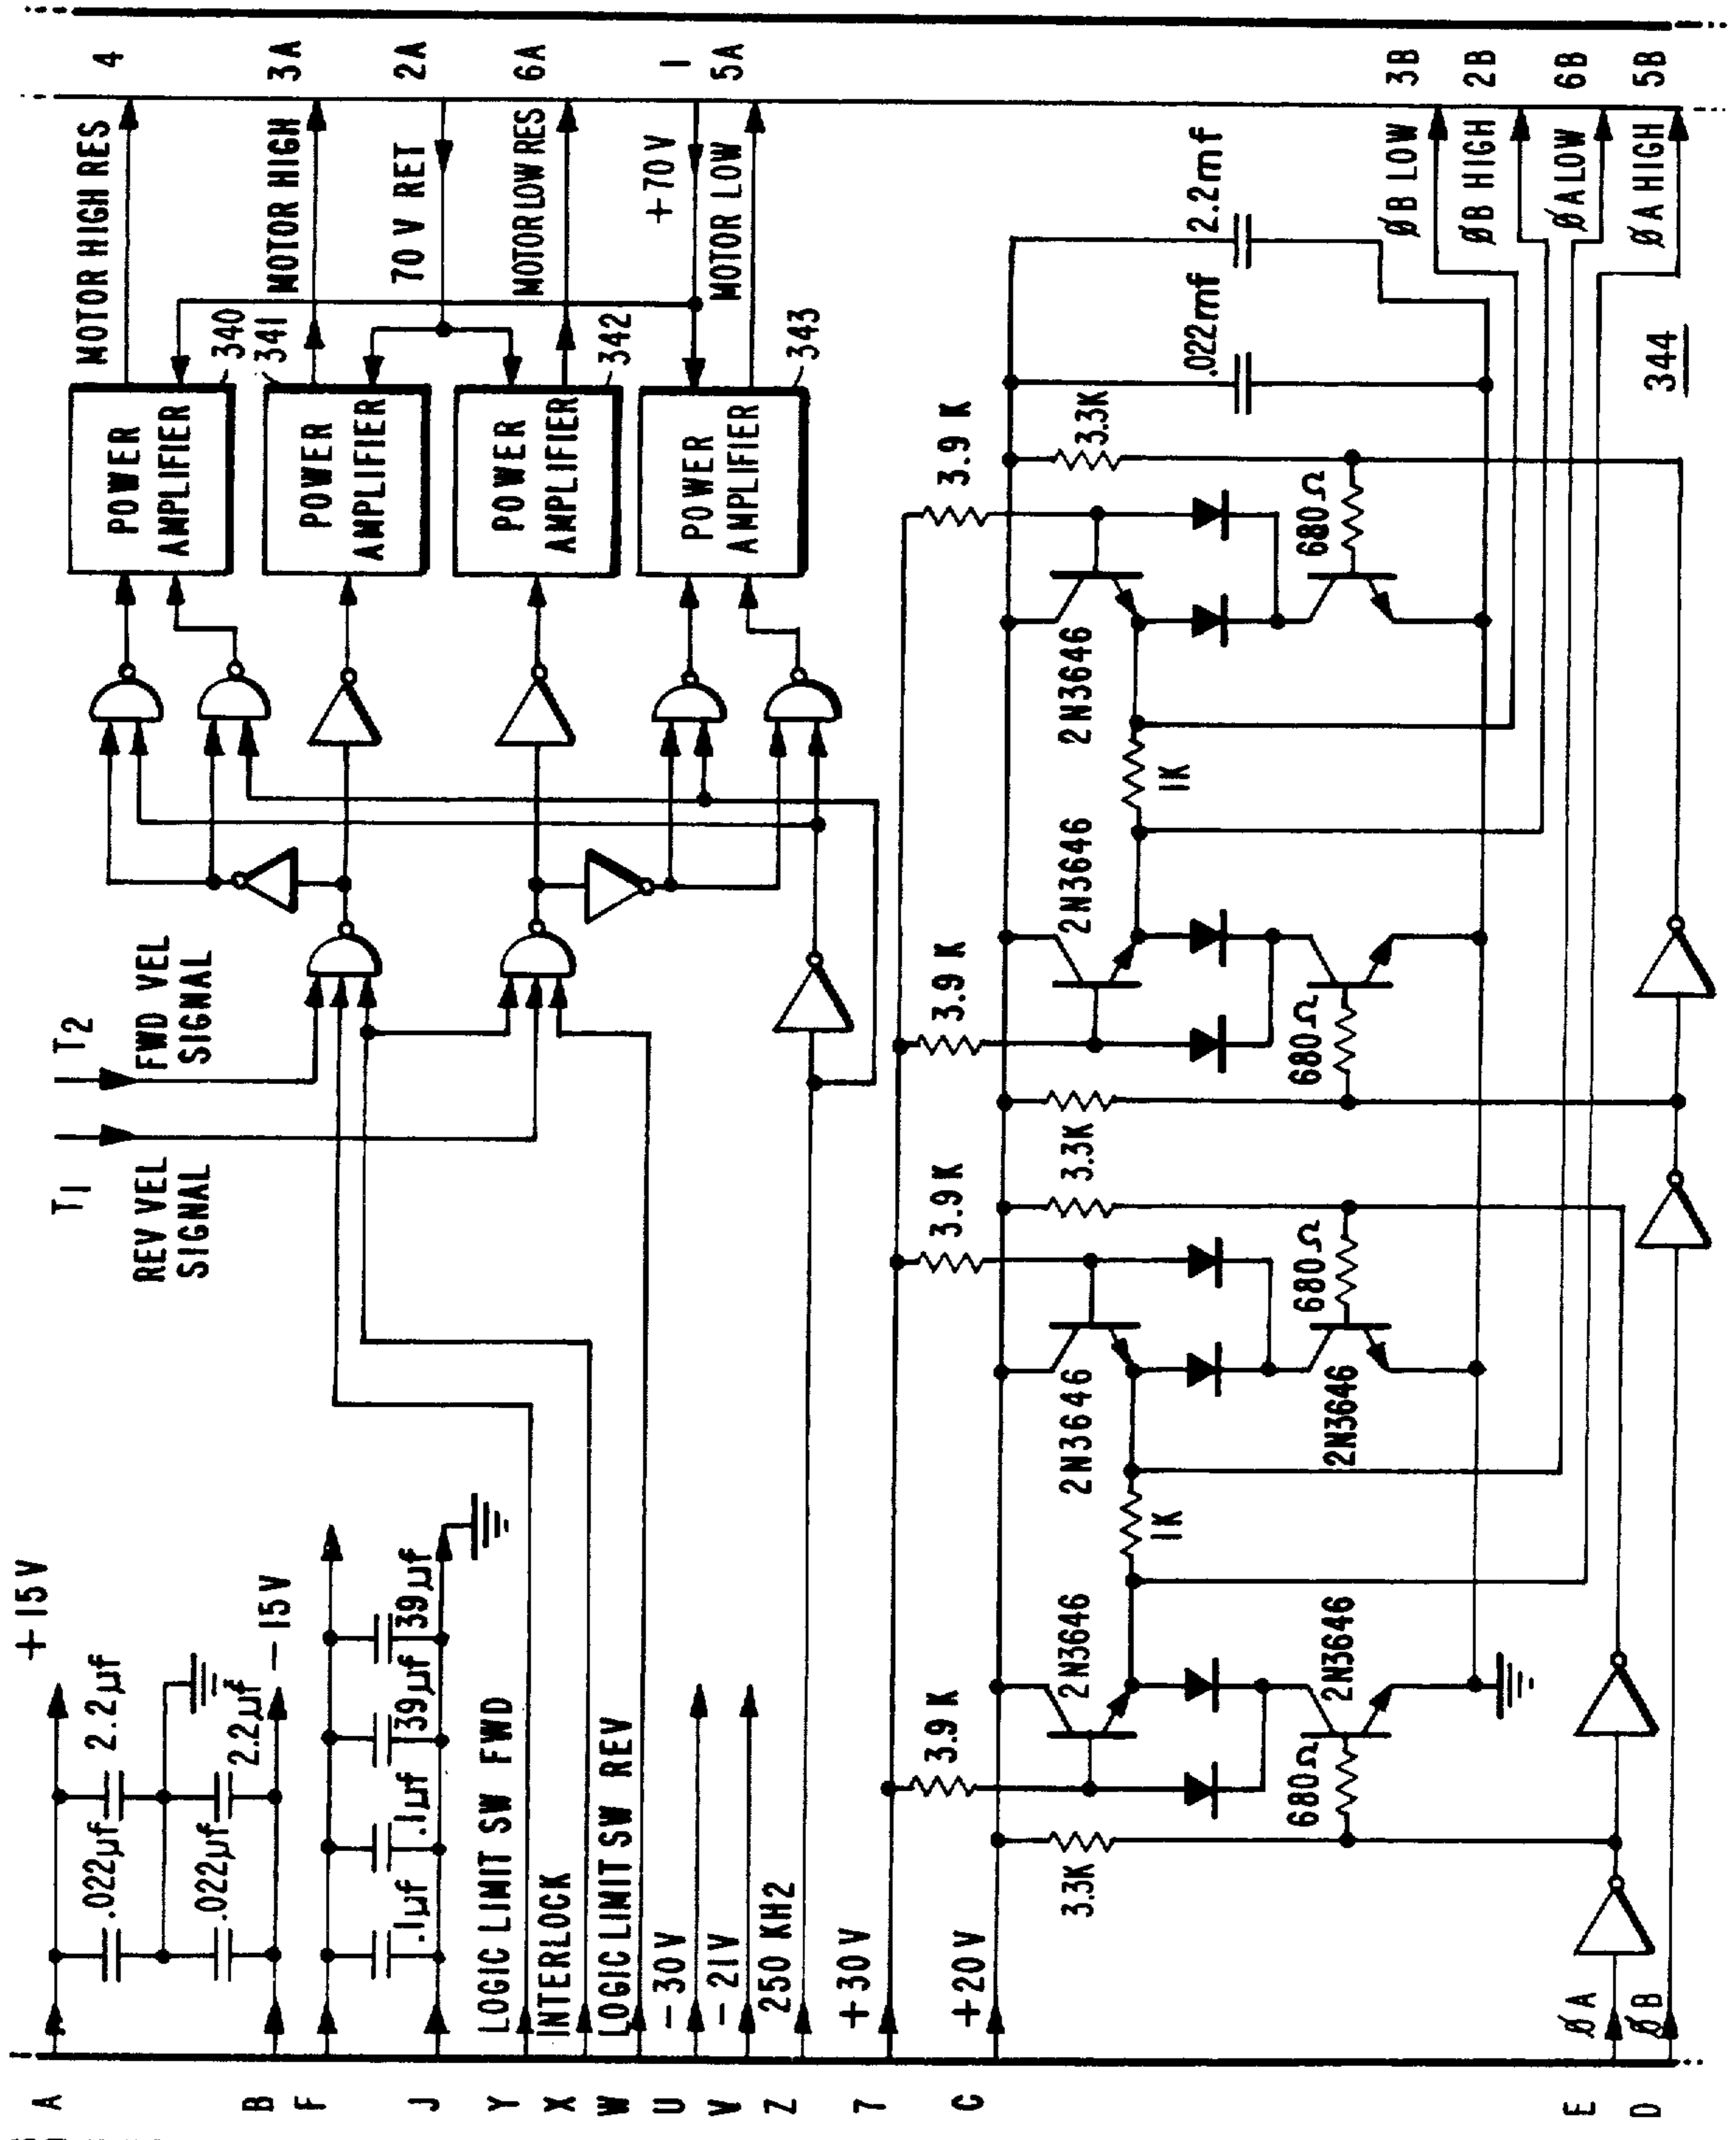 4
3A
2A
6A
1
5A
3B
2B
6B
5B
MOTOR HIGH RES
MOTOR HIGH
70 V RET
MOTOR LOW RES
+70V
MOTOR LOW
ØB LOW
ØB HIGH
ØA LOW
ØA HIGH
340
341
342
343
344
POWER
AMPLIFIER
POWER
AMPLIFIER
POWER
AMPLIFIER
POWER
AMPLIFIER
T2
FWD VEL
SIGNAL
T1
REV VEL
SIGNAL
2.2mf
.022mf
3.9 K
3.3K
680Ω
2N3646
1K
2N3646
3.9 K
680Ω
3.3K
3.9K
680Ω
2N3646
2N3646
1K
2N3646
2N3646
3.9 K
680Ω
3.3K
+15V
2.2µf
.022µf
2.2µf
-15V
.022µf
39µf
39µf
.1µf
.1µf
LOGIC LIMIT SW FWD
INTERLOCK
LOGIC LIMIT SW REV
-30V
-21V
250 KH2
+30V
+20V
ØA
ØB
A
B
F
J
Y
X
W
U
V
Z
7
C
E
D